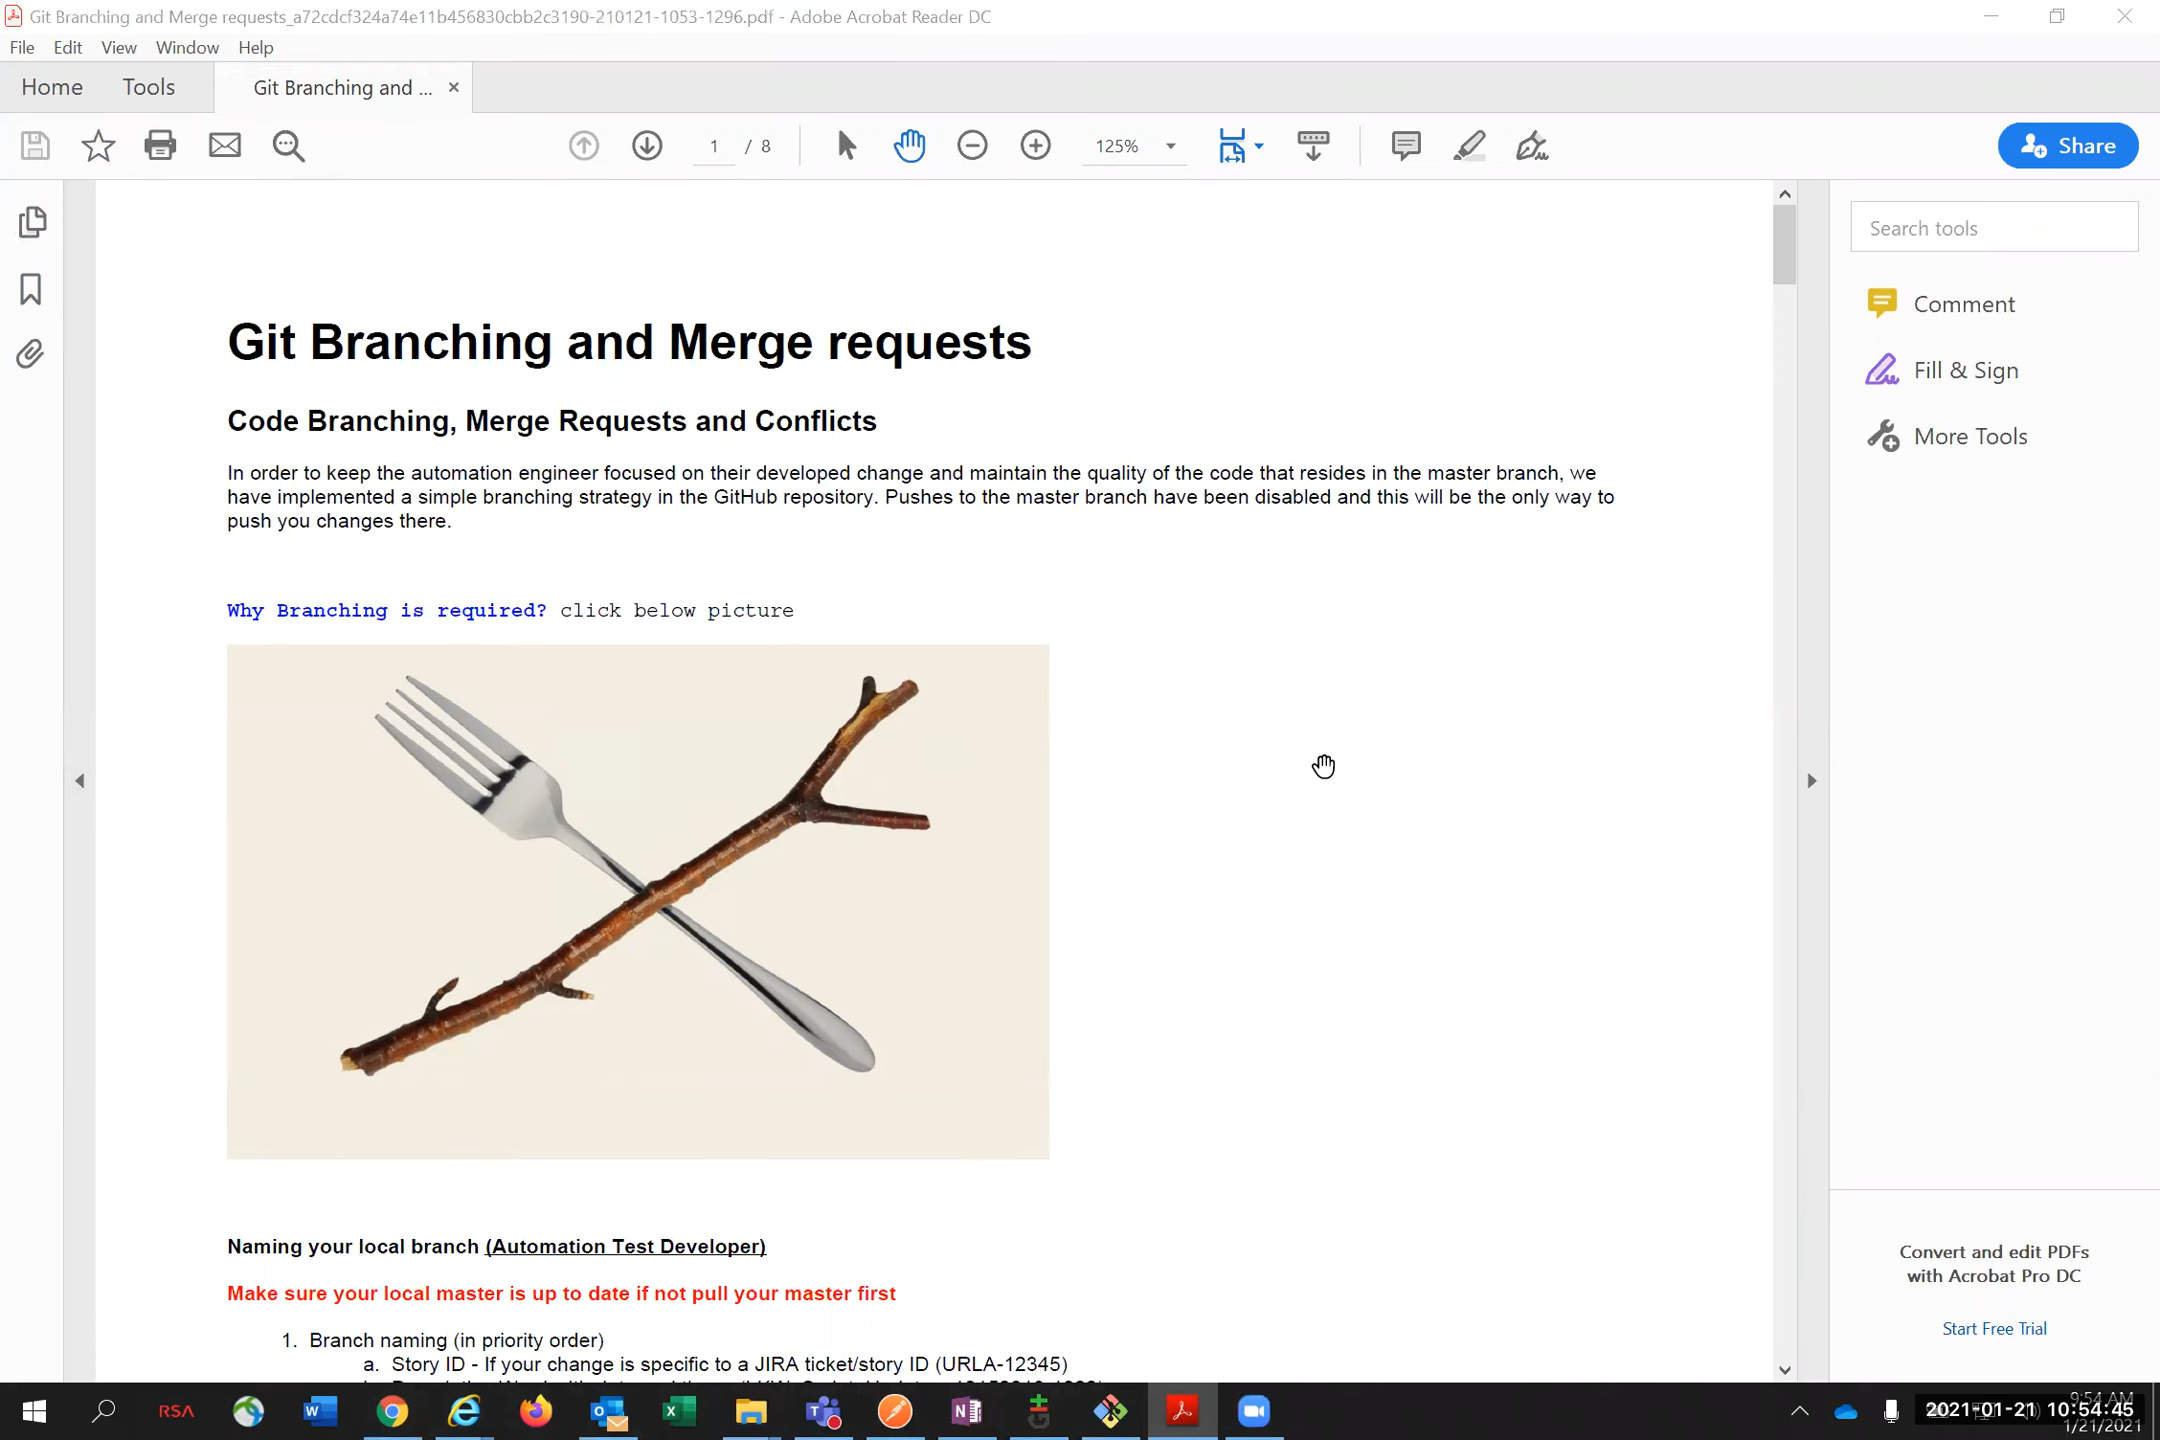 Git Branching and Merge requests_a72cdcf324a74e11b456830cbb2c3190-210121-1053-1296.pdf - Adobe Acrobat Reader DC
File Edit View Window Help
Home Tools Git Branching and ... ×
1 / 8 125% Share
Search tools
Comment
Fill & Sign
More Tools
Git Branching and Merge requests
Code Branching, Merge Requests and Conflicts
In order to keep the automation engineer focused on their developed change and maintain the quality of the code that resides in the master branch, we
have implemented a simple branching strategy in the GitHub repository. Pushes to the master branch have been disabled and this will be the only way to
push you changes there.
Why Branching is required? click below picture
Naming your local branch (Automation Test Developer)
Make sure your local master is up to date if not pull your master first
1. Branch naming (in priority order)
a. Story ID - If your change is specific to a JIRA ticket/story ID (URLA-12345)
Convert and edit PDFs
with Acrobat Pro DC
Start Free Trial
RSA
9:54 AM
2021-01-21 10:54:45
1/21/2021